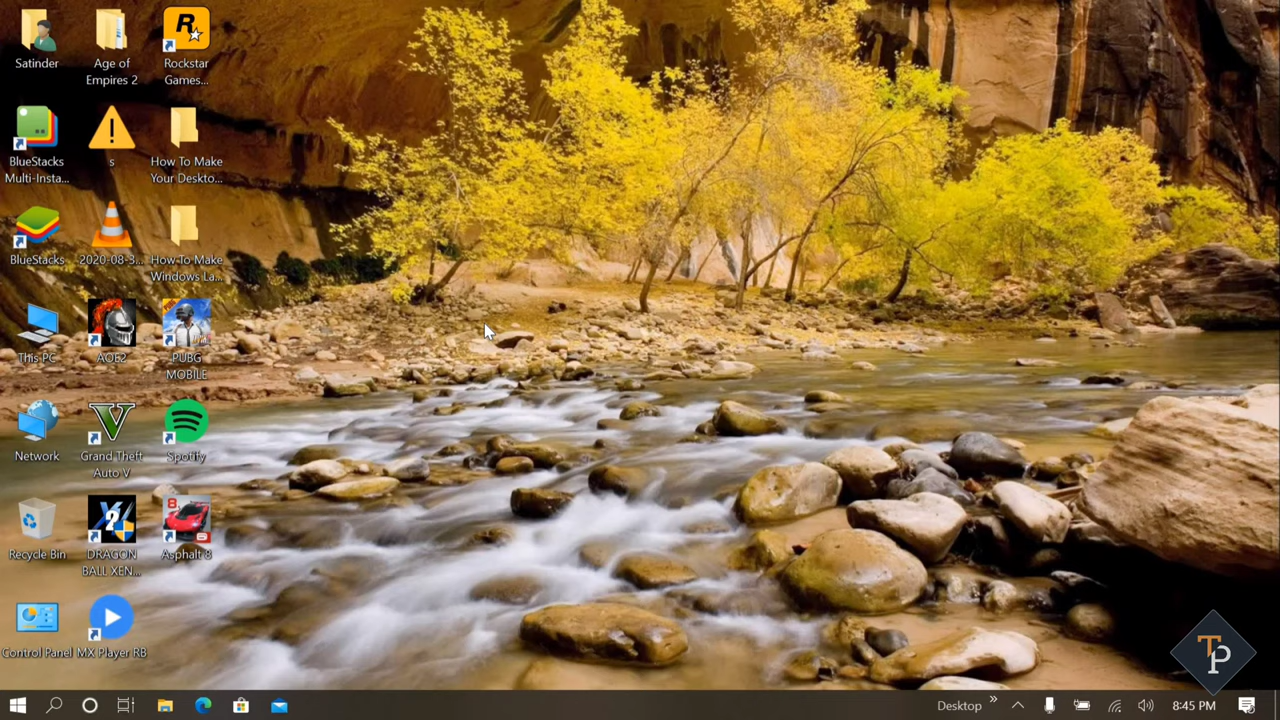 Satinder
Age of
Empires 2
R
Rockstar
Games...
BlueStacks
Multi-Insta...
s
How To Make
Your Deskto...
BlueStacks
2020-08-3...
How To Make
Windows La...
This PC
AOE2
PUBG
MOBILE
Network
V
Grand Theft
Auto V
Spotify
Recycle Bin
DRAGON
BALL XEN...
8
Asphalt 8
Control Panel
MX Player RB
TP
Desktop
8:45 PM